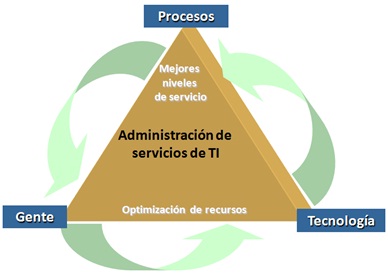 Procesos
Mejores
niveles
de servicio
Administración de
servicios de TI
Gente
Optimización de recursos
Tecnología